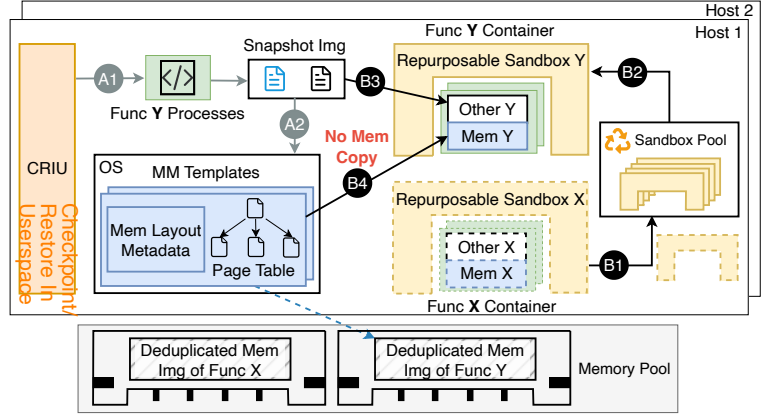 Host 2
Host 1
Func Y Container
Snapshot Img
Repurposable Sandbox Y
A1
B3
B2
Func Y Processes
Other Y
Mem Y
A2
No Mem
Copy
Sandbox Pool
CRIU
OS
MM Templates
B4
Mem Layout
Metadata
Page Table
Repurposable Sandbox X
Other X
Mem X
B1
Checkpoint/
Restore In
Userspace
Func X Container
Deduplicated Mem
Img of Func X
Deduplicated Mem
Img of Func Y
Memory Pool